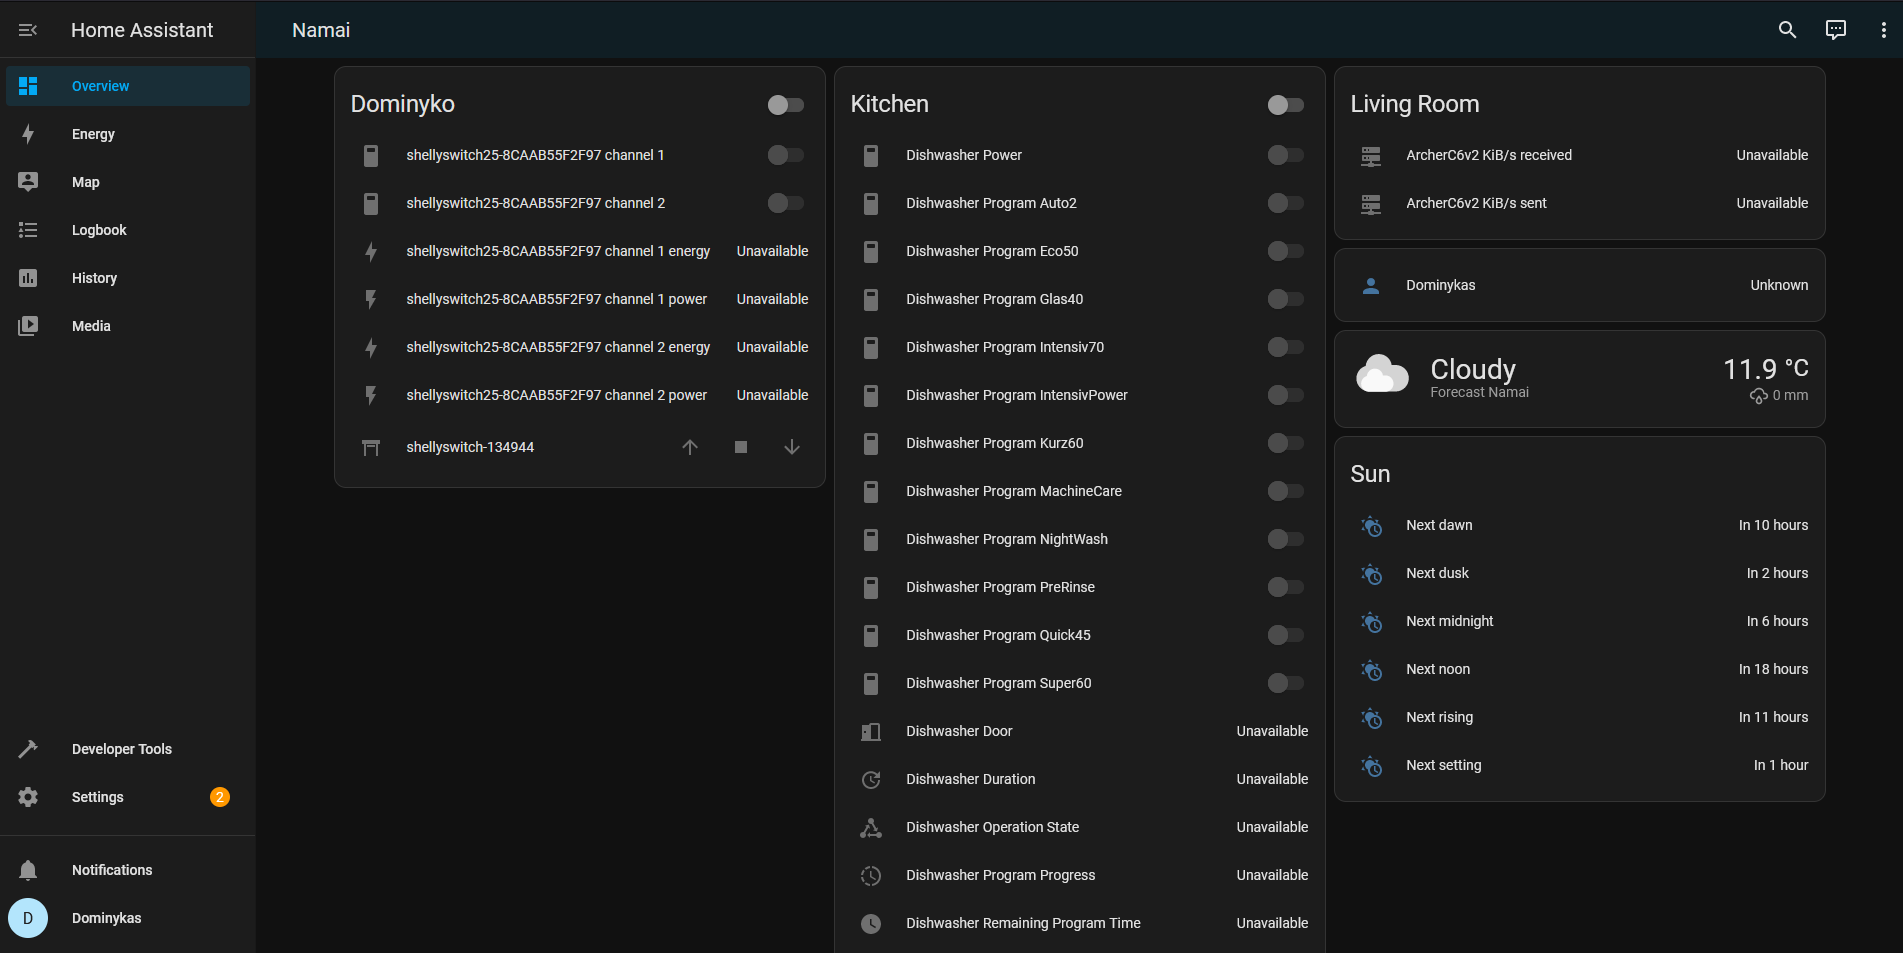 Home Assistant
Namai
Overview
Energy
Map
Logbook
History
Media
Developer Tools
Settings
2
Notifications
D
Dominykas
Dominyko
shellyswitch25-8CAAB55F2F97 channel 1
shellyswitch25-8CAAB55F2F97 channel 2
shellyswitch25-8CAAB55F2F97 channel 1 energy Unavailable
shellyswitch25-8CAAB55F2F97 channel 1 power Unavailable
shellyswitch25-8CAAB55F2F97 channel 2 energy Unavailable
shellyswitch25-8CAAB55F2F97 channel 2 power Unavailable
shellyswitch-134944
Kitchen
Dishwasher Power
Dishwasher Program Auto2
Dishwasher Program Eco50
Dishwasher Program Glas40
Dishwasher Program Intensiv70
Dishwasher Program IntensivPower
Dishwasher Program Kurz60
Dishwasher Program MachineCare
Dishwasher Program NightWash
Dishwasher Program PreRinse
Dishwasher Program Quick45
Dishwasher Program Super60
Dishwasher Door Unavailable
Dishwasher Duration Unavailable
Dishwasher Operation State Unavailable
Dishwasher Program Progress Unavailable
Dishwasher Remaining Program Time Unavailable
Living Room
ArcherC6v2 KiB/s received Unavailable
ArcherC6v2 KiB/s sent Unavailable
Dominykas Unknown
Cloudy 11.9 °C
Forecast Namai 0 mm
Sun
Next dawn In 10 hours
Next dusk In 2 hours
Next midnight In 6 hours
Next noon In 18 hours
Next rising In 11 hours
Next setting In 1 hour